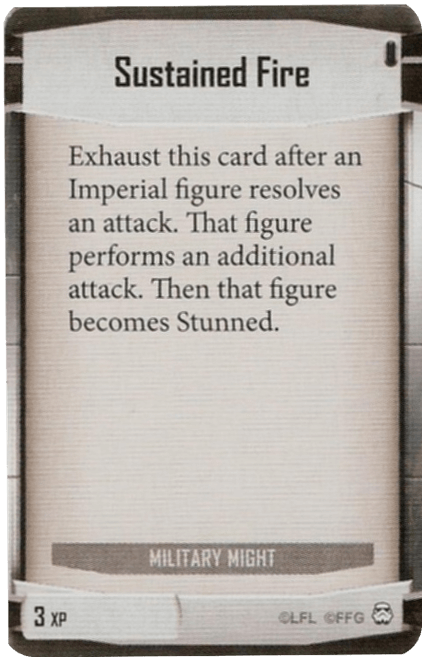 Sustained Fire
Exhaust this card after an
Imperial figure resolves
an attack. That figure
performs an additional
attack. Then that figure
becomes Stunned.
MILITARY MIGHT
3 XP
©LFL ©FFG